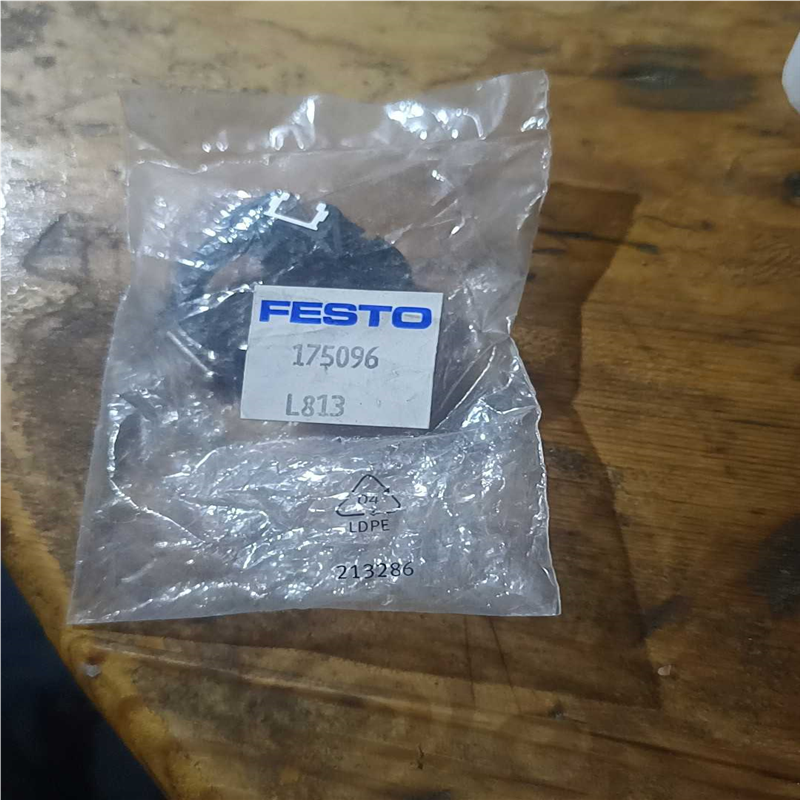 FESTO
175096
L813
04
LDPE
213286